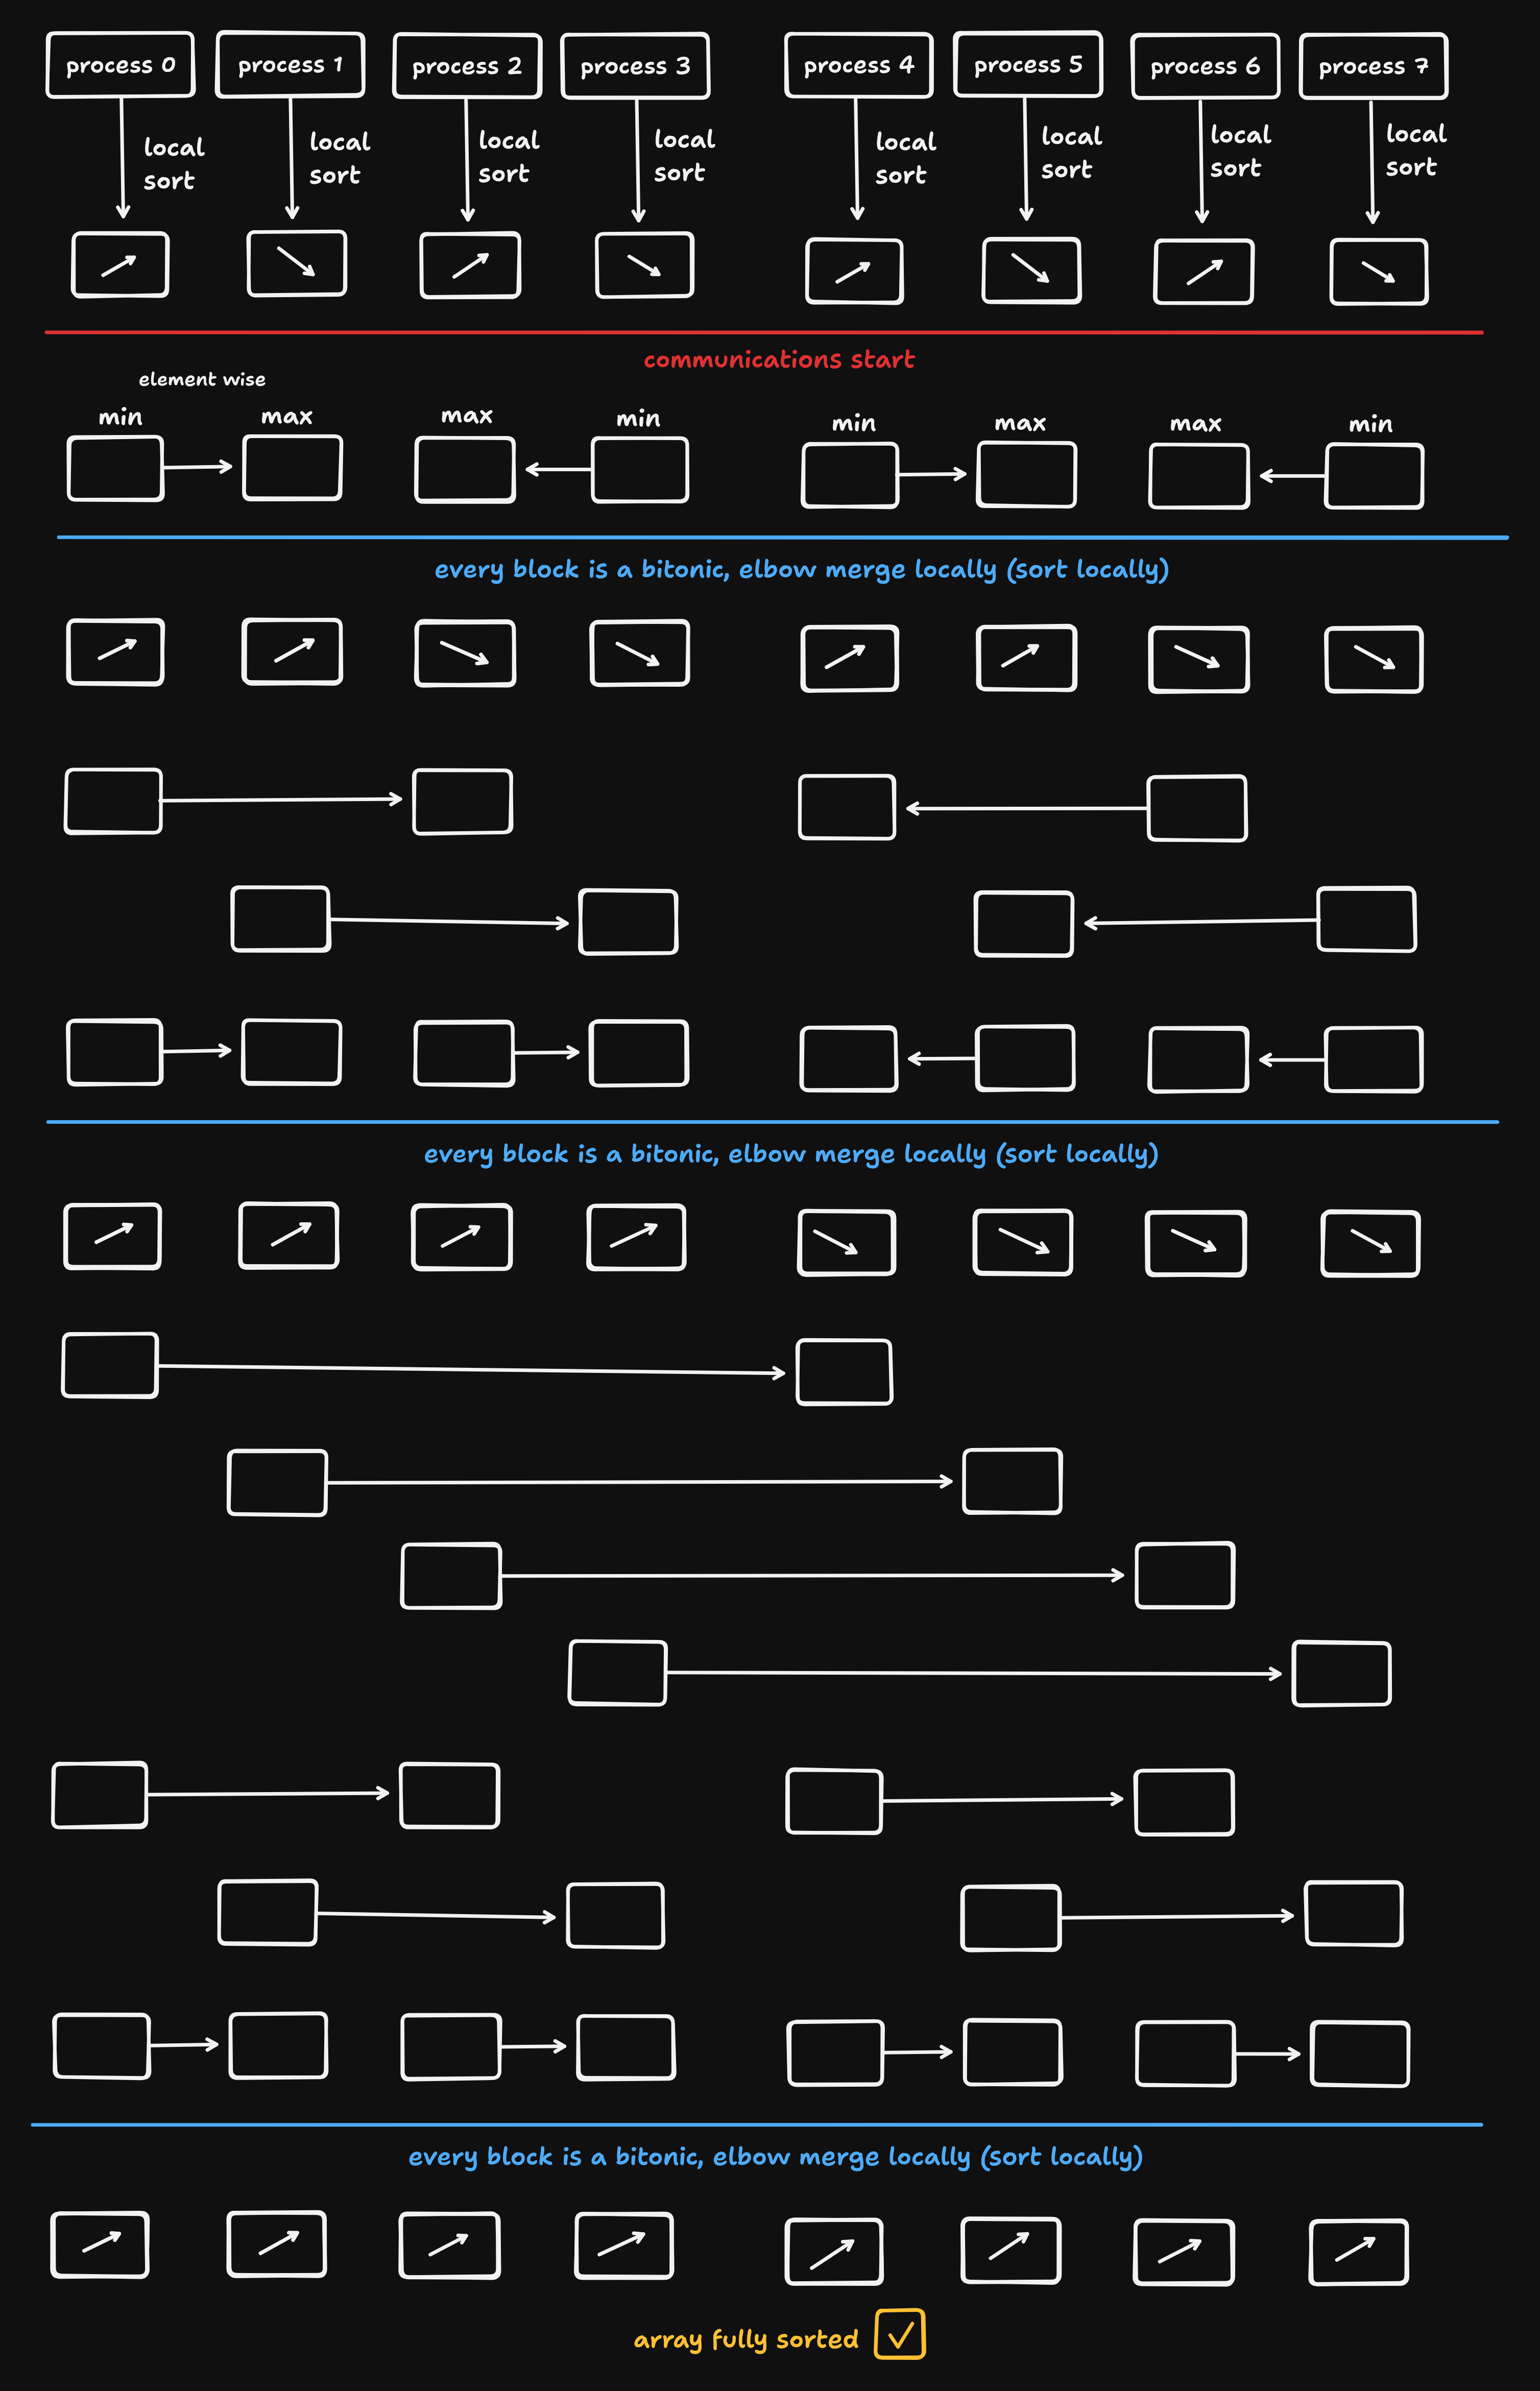 process 0
process 1
process 2
process 3
process 4
process 5
process 6
process 7
local
sort
local
sort
local
sort
local
sort
local
sort
local
sort
local
sort
local
sort
communications start
element wise
min
max
max
min
min
max
max
min
every block is a bitonic, elbow merge locally (sort locally)
every block is a bitonic, elbow merge locally (sort locally)
every block is a bitonic, elbow merge locally (sort locally)
array fully sorted